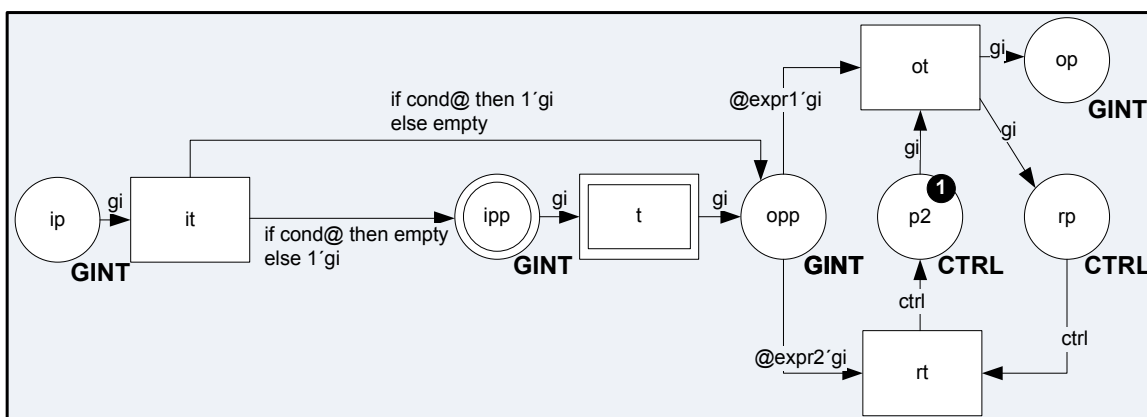 if cond@ then 1´gi
else empty
ip
gi
GINT
it
if cond@ then empty
else 1´gi
ipp
GINT
gi
t
gi
opp
GINT
@expr1´gi
@expr2´gi
ot
gi
op
GINT
gi
gi
p2
1
CTRL
rp
CTRL
ctrl
ctrl
rt